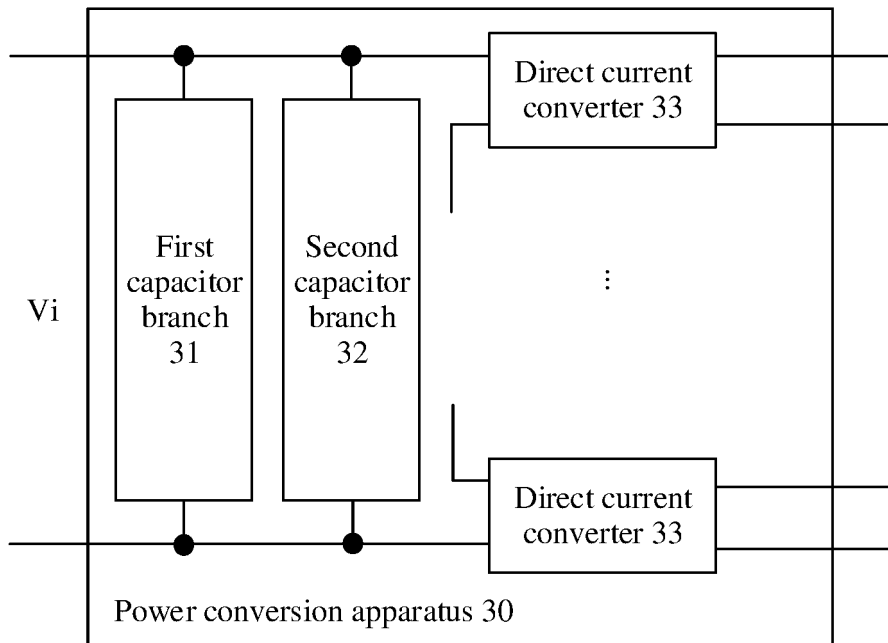 Direct current
converter 33
First
capacitor
branch
31
Second
capacitor
branch
32
Vi
⋮
Direct current
converter 33
Power conversion apparatus 30